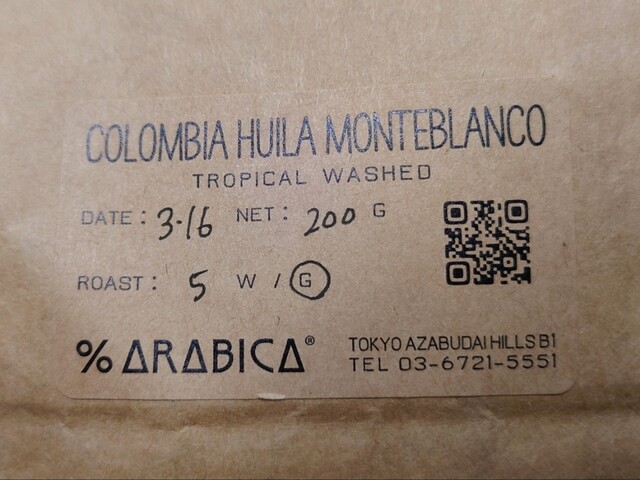 COLOMBIA HUILA MONTEBLANCO
TROPICAL WASHED
DATE: 3-16 NET: 200 G
ROAST: 5 W / G
% ARABICA®
TOKYO AZABUDAI HILLS B1
TEL 03-6721-5551